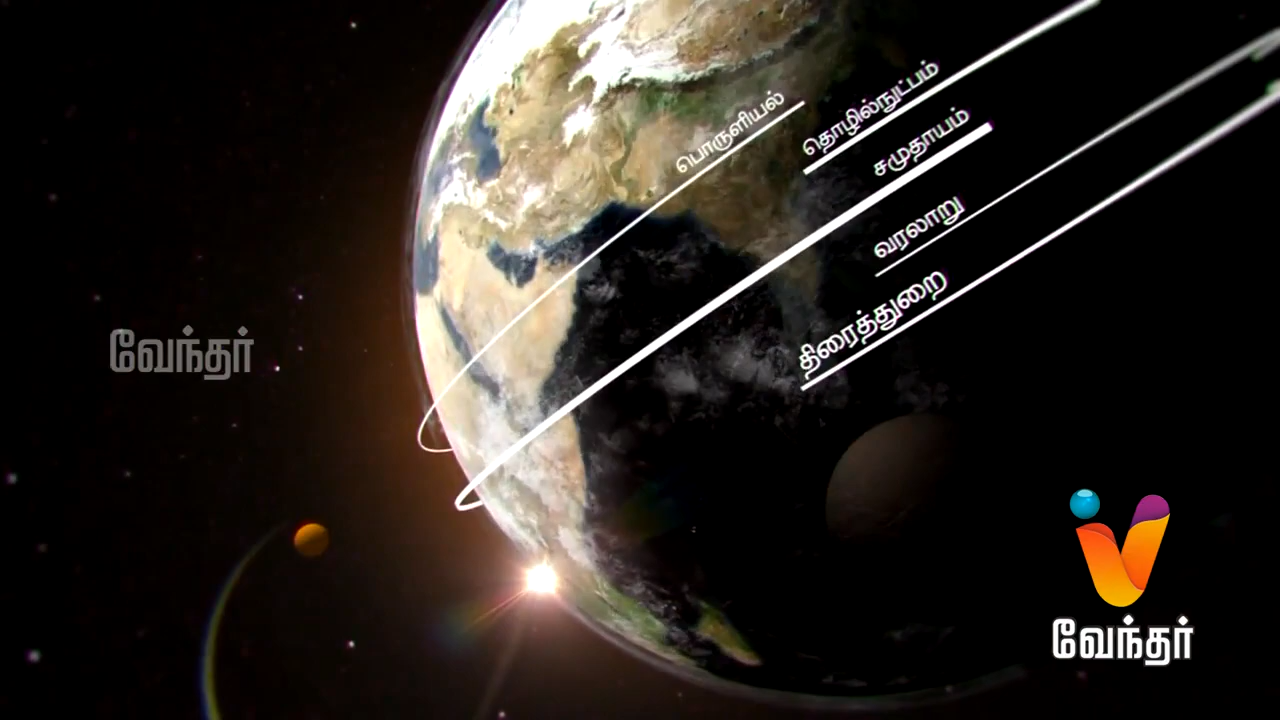 பொருளியல்
தொழில்நுட்பம்
சமுதாயம்
வரலாறு
திரைத்துறை
வேந்தர்
வேந்தர்